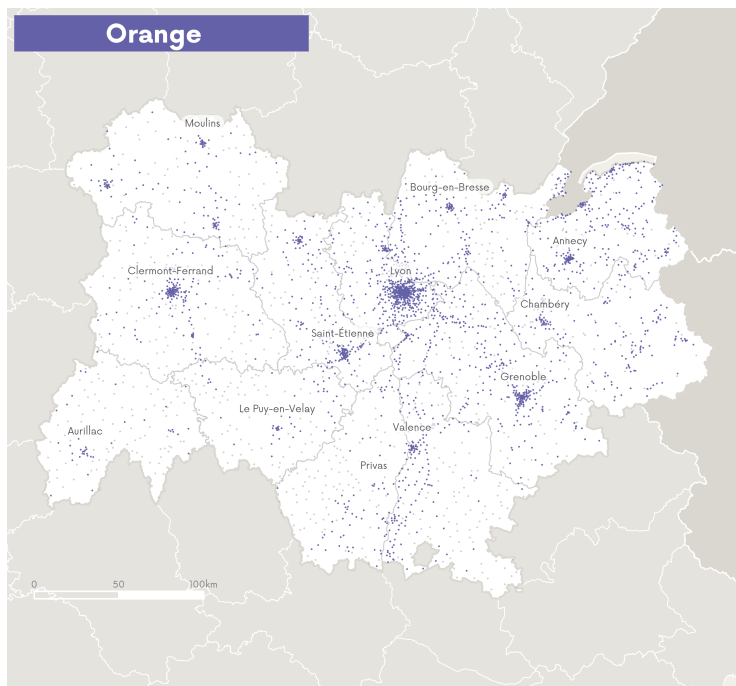 Orange
Moulins
Bourg-en-Bresse
Annecy
Clermont-Ferrand
Lyon
Chambéry
Saint-Étienne
Grenoble
Le Puy-en-Velay
Valence
Aurillac
Privas
0 50 100km